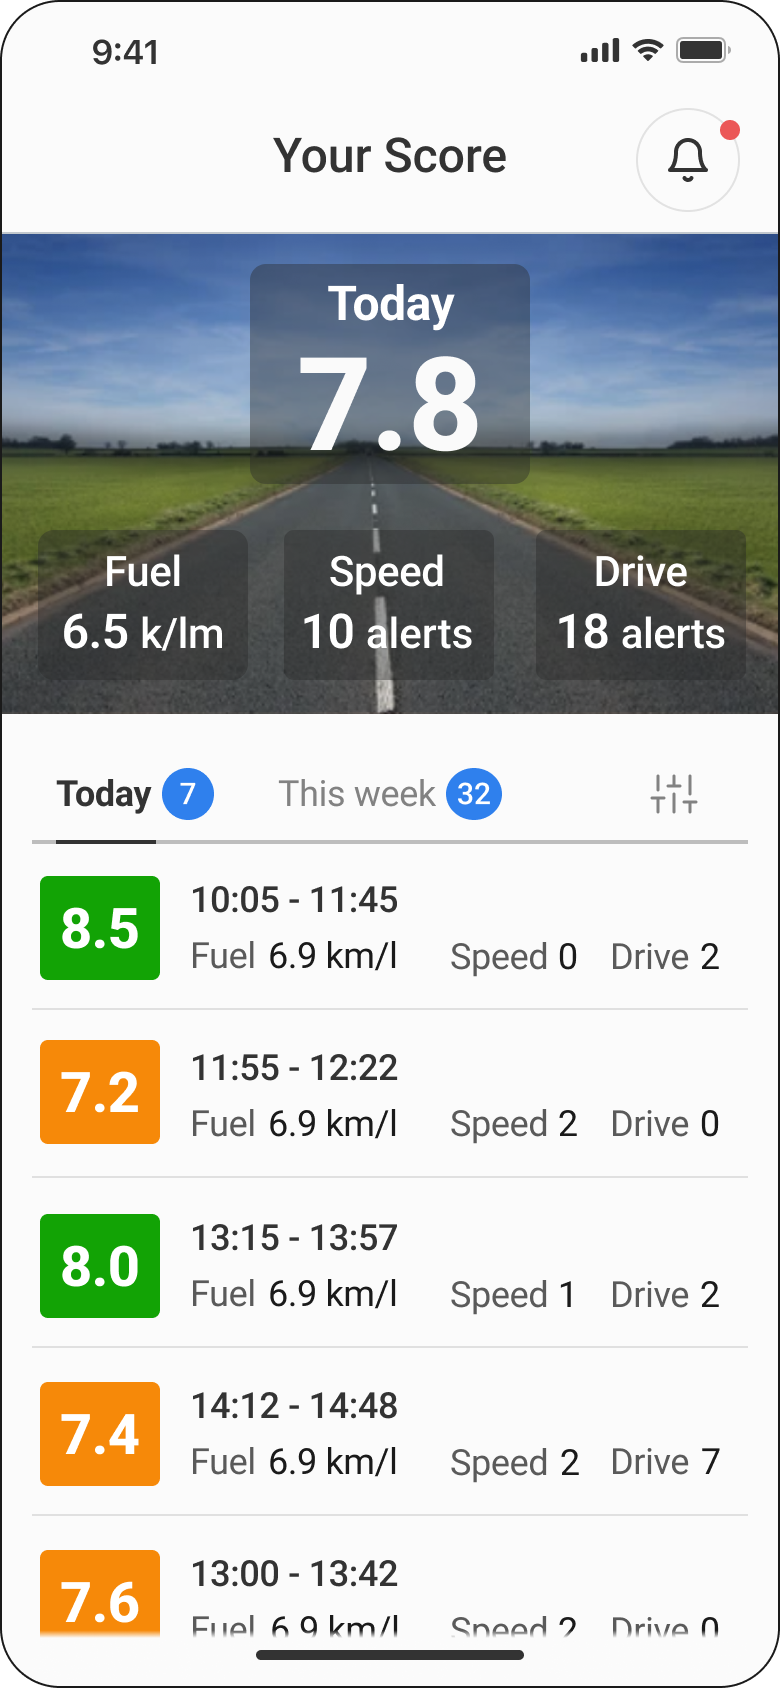 9:41
Your Score
Today
7.8
Fuel
6.5 k/lm
Speed
10 alerts
Drive
18 alerts
Today 7
This week 32
8.5
10:05 - 11:45
Fuel 6.9 km/l Speed 0 Drive 2
7.2
11:55 - 12:22
Fuel 6.9 km/l Speed 2 Drive 0
8.0
13:15 - 13:57
Fuel 6.9 km/l Speed 1 Drive 2
7.4
14:12 - 14:48
Fuel 6.9 km/l Speed 2 Drive 7
7.6
13:00 - 13:42
Fuel 6.9 km/l Speed 2 Drive 0